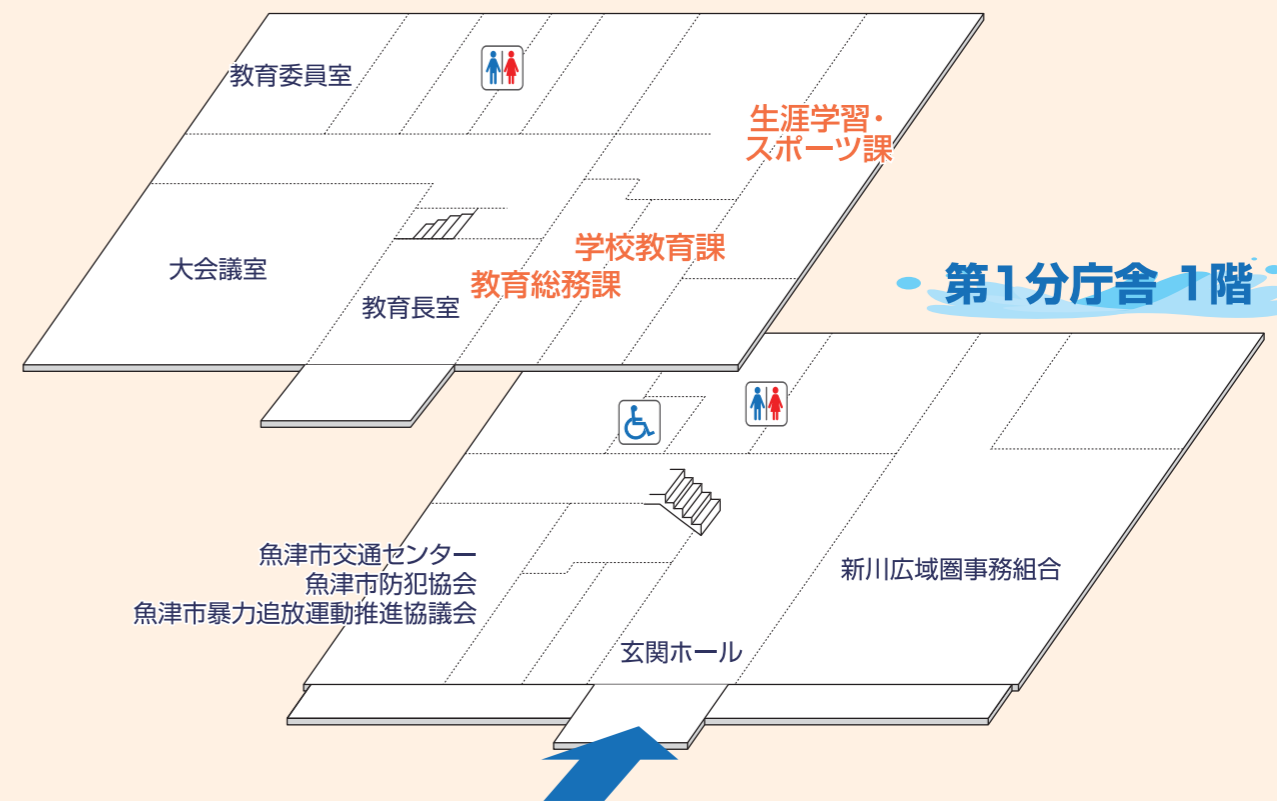 教育委員室
生涯学習・
スポーツ課
学校教育課
教育総務課
大会議室
教育長室
第1分庁舎 1階
魚津市交通センター
魚津市防犯協会
魚津市暴力追放運動推進協議会
新川広域圏事務組合
玄関ホール